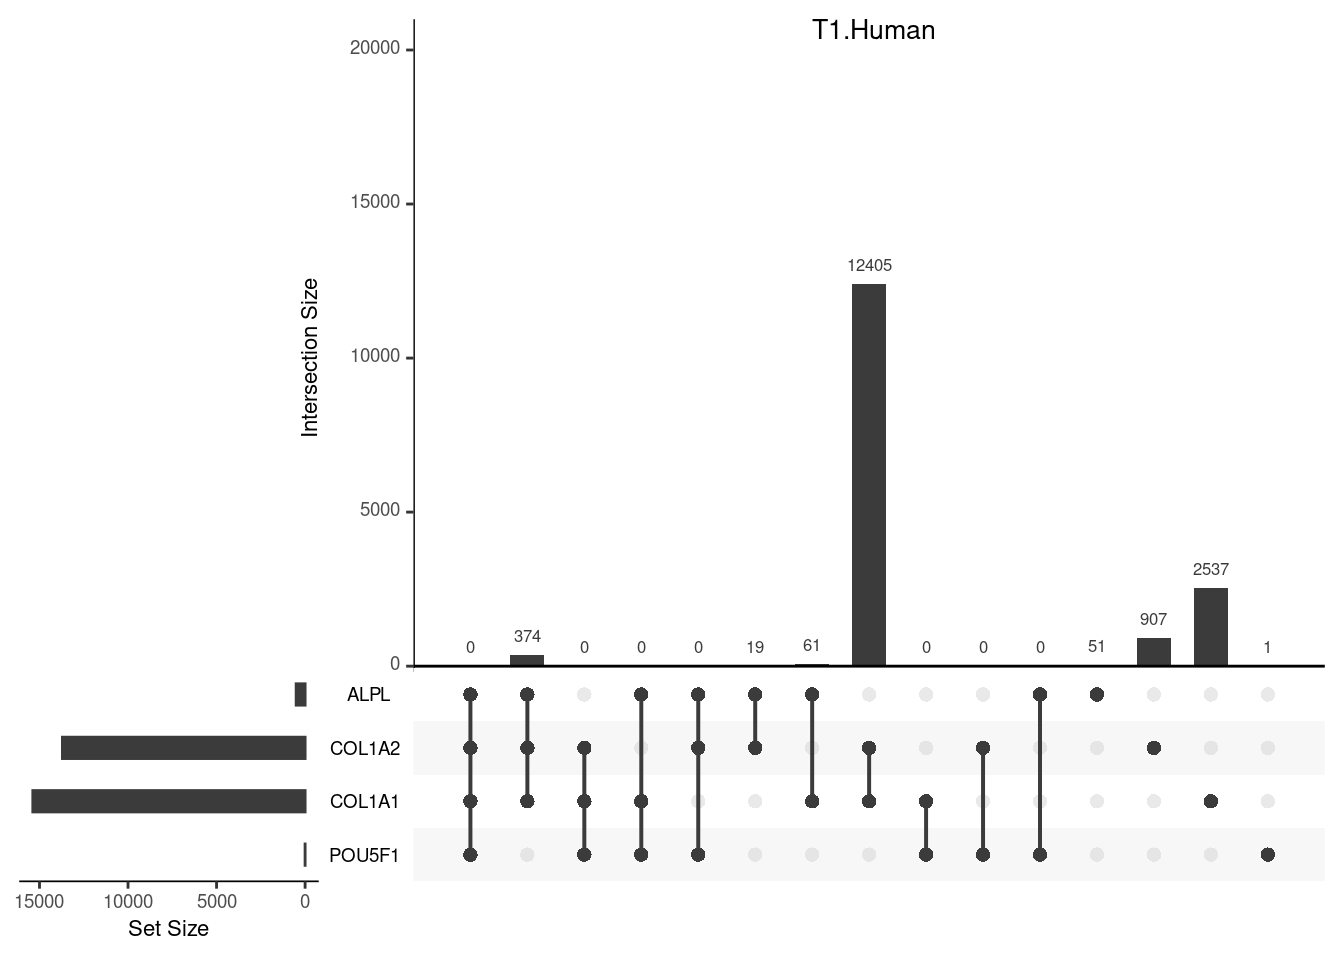 T1.Human
20000
15000
10000
5000
0
Intersection Size
12405
2537
907
374
0 0 0 0 19 61 0 0 0 51 1
ALPL
COL1A2
COL1A1
POU5F1
15000 10000 5000 0
Set Size